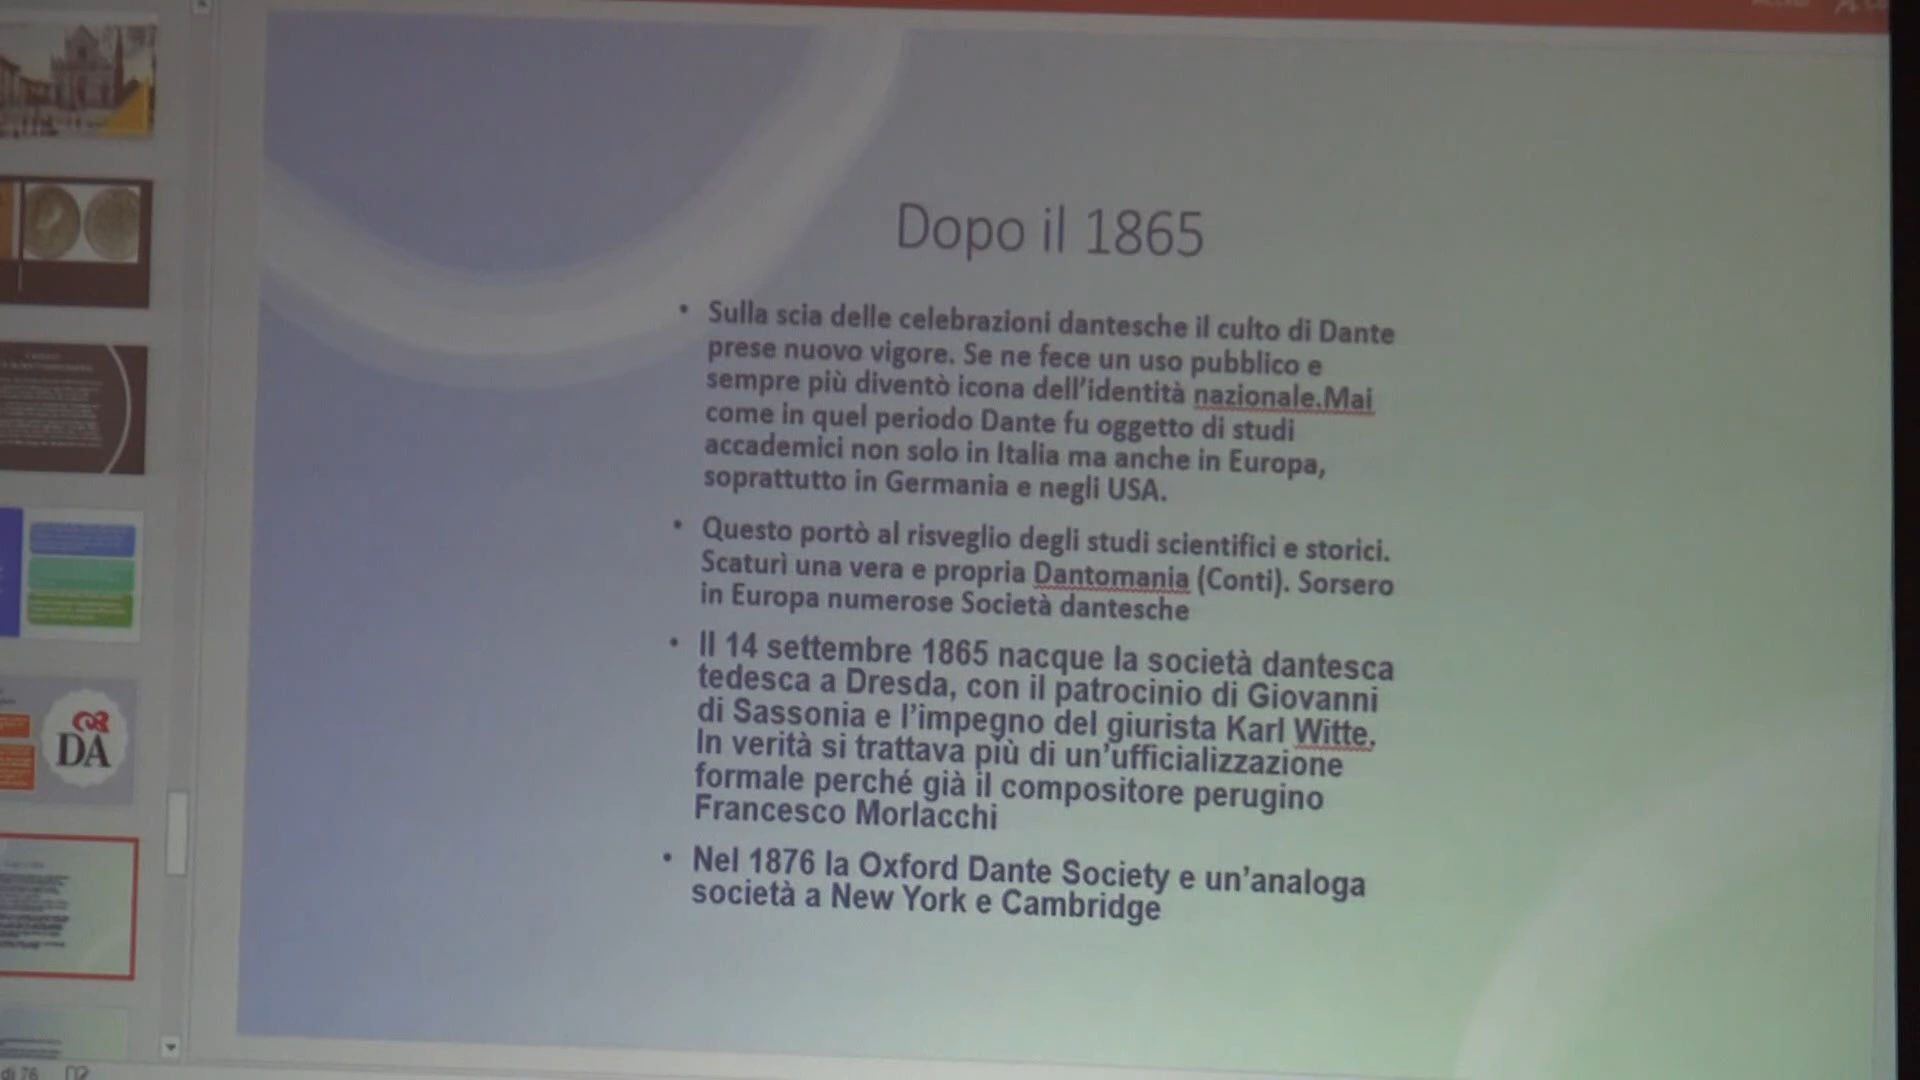 Dopo il 1865
• Sulla scia delle celebrazioni dantesche il culto di Dante
prese nuovo vigore. Se ne fece un uso pubblico e
sempre più diventò icona dell'identità nazionale.Mai
come in quel periodo Dante fu oggetto di studi
accademici non solo in Italia ma anche in Europa,
soprattutto in Germania e negli USA.
• Questo portò al risveglio degli studi scientifici e storici.
Scaturì una vera e propria Dantomania (Conti). Sorsero
in Europa numerose Società dantesche
• Il 14 settembre 1865 nacque la società dantesca
tedesca a Dresda, con il patrocinio di Giovanni
di Sassonia e l'impegno del giurista Karl Witte.
In verità si trattava più di un'ufficializzazione
formale perché già il compositore perugino
Francesco Morlacchi
• Nel 1876 la Oxford Dante Society e un'analoga
società a New York e Cambridge
DA
di 76